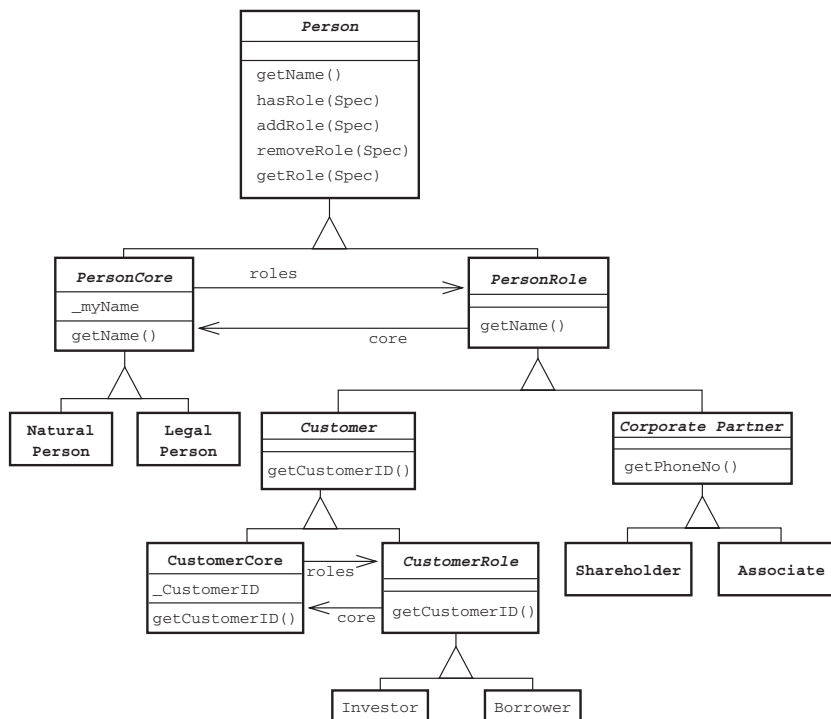 Person
getName()
hasRole(Spec)
addRole(Spec)
removeRole(Spec)
getRole(Spec)
PersonCore
_myName
getName()
roles
core
PersonRole
getName()
Natural
Person
Legal
Person
Customer
getCustomerID()
Corporate Partner
getPhoneNo()
CustomerCore
_CustomerID
getCustomerID()
roles
core
CustomerRole
getCustomerID()
Shareholder
Associate
Investor
Borrower